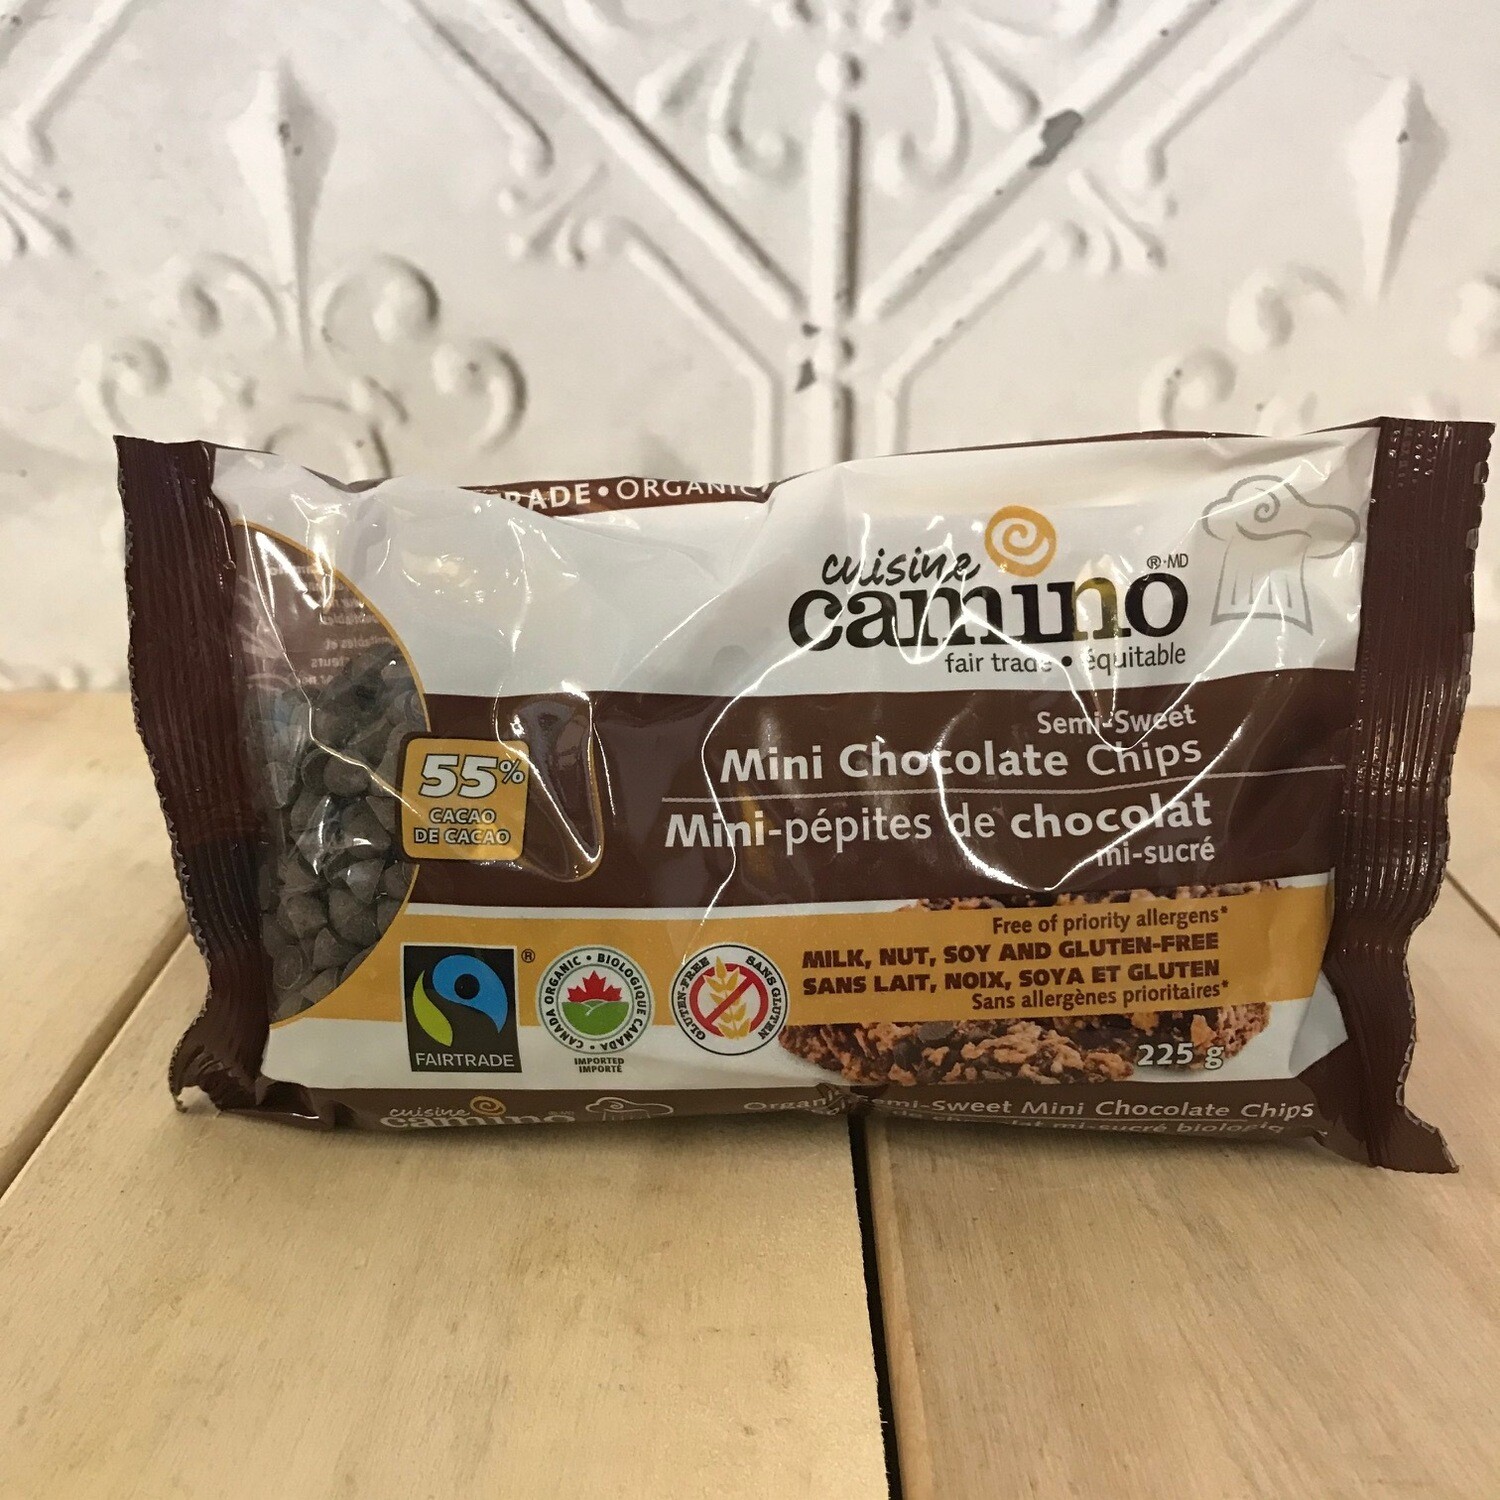 RADE • ORGANIC
cuisine
camino ®·MD
fair trade • équitable
Semi-Sweet
Mini Chocolate Chips
Mini-pépites de chocolat
mi-sucré
55%
CACAO
DE CACAO
Free of priority allergens*
MILK, NUT, SOY AND GLUTEN-FREE
SANS LAIT, NOIX, SOYA ET GLUTEN
Sans allergènes prioritaires*
225 g
FAIRTRADE ®
CANADA ORGANIC • BIOLOGIQUE CANADA •
IMPORTED
IMPORTÉ
GLUTEN-FREE SANS GLUTEN
cuisine
camino
Semi-Sweet Mini Chocolate Chips
chocolat mi-sucré